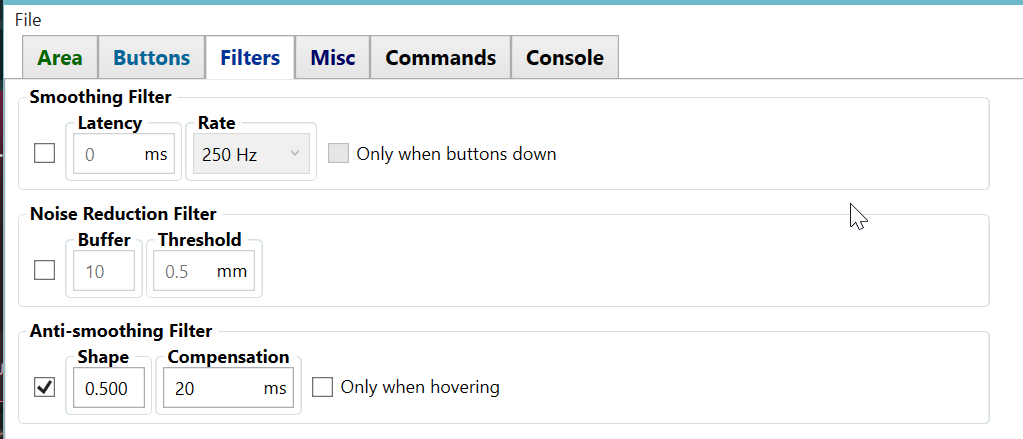 File
Area Buttons Filters Misc Commands Console
Smoothing Filter
Latency Rate
0 ms 250 Hz Only when buttons down
Noise Reduction Filter
Buffer Threshold
10 0.5 mm
Anti-smoothing Filter
Shape Compensation
0.500 20 ms Only when hovering